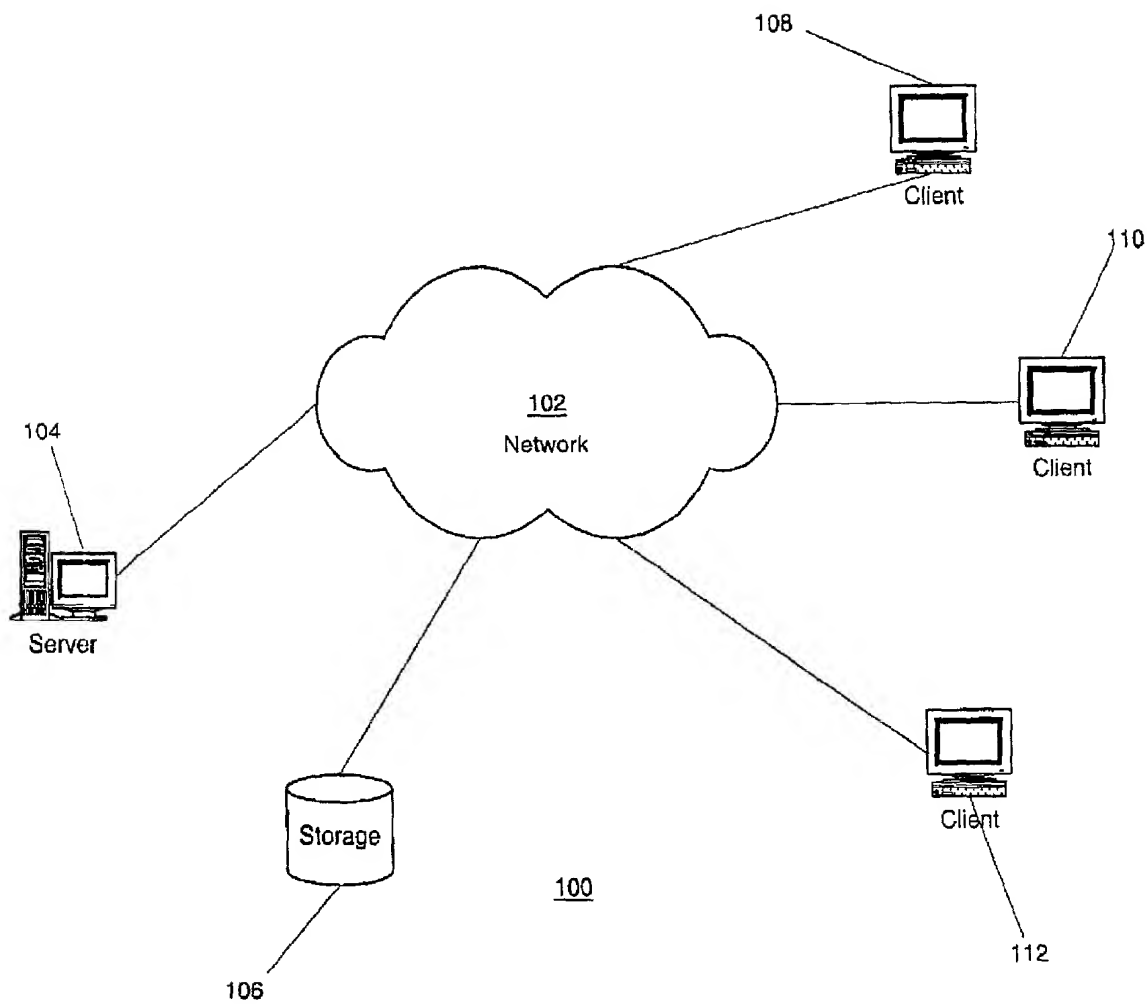 108
Client
110
102
Network
Client
104
Server
Client
Storage
100
112
106